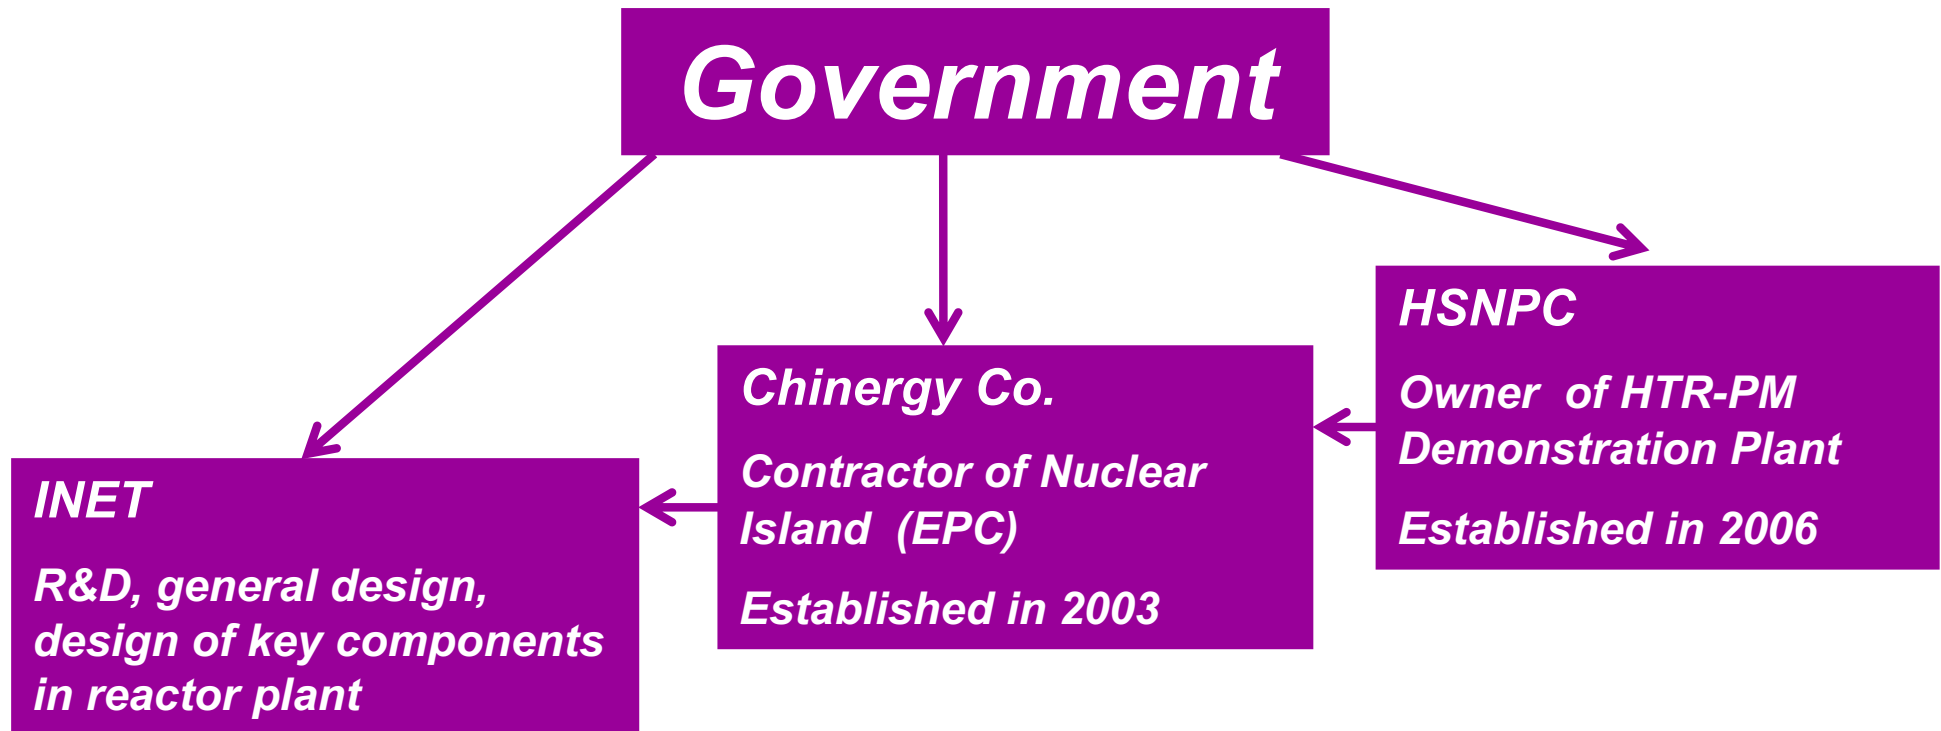 Government
HSNPC
Owner of HTR-PM
Demonstration Plant
Established in 2006
Chinergy Co.
Contractor of Nuclear
Island (EPC)
Established in 2003
INET
R&D, general design,
design of key components
in reactor plant